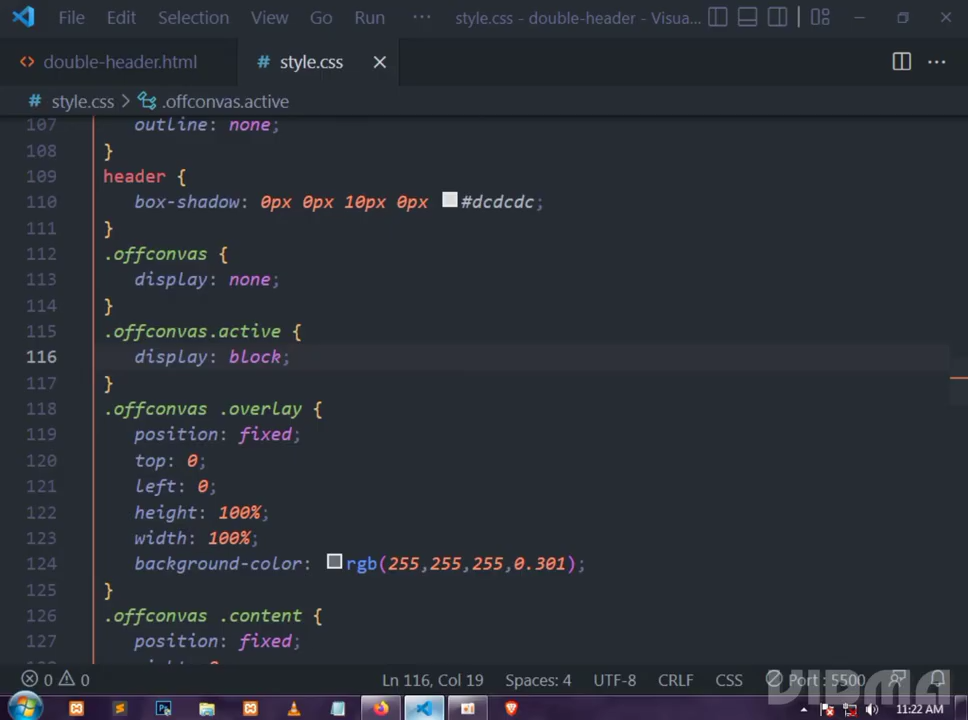 File Edit Selection View Go Run ··· style.css - double-header - Visua...
<> double-header.html # style.css ×
# style.css > .offconvas.active
107 outline: none;
108 }
109 header {
110 box-shadow: 0px 0px 10px 0px #dcdcdc;
111 }
112 .offconvas {
113 display: none;
114 }
115 .offconvas.active {
116 display: block;
117 }
118 .offconvas .overlay {
119 position: fixed;
120 top: 0;
121 left: 0;
122 height: 100%;
123 width: 100%;
124 background-color: rgb(255,255,255,0.301);
125 }
126 .offconvas .content {
127 position: fixed;
0 0 Ln 116, Col 19 Spaces: 4 UTF-8 CRLF CSS Port : 5500
11:22 AM